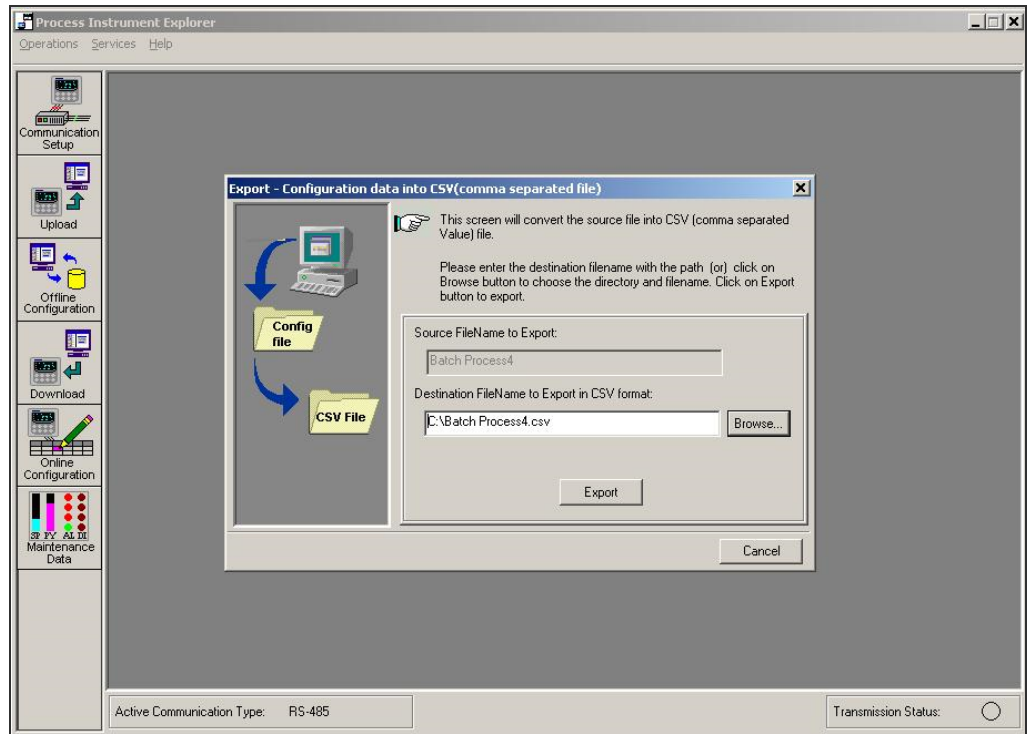 Process Instrument Explorer
Operations Services Help
Communication
Setup
Upload
Offline
Configuration
Download
Online
Configuration
SP PY AL DI
Maintenance
Data
Export - Configuration data into CSV(comma separated file)
This screen will convert the source file into CSV (comma separated
Value) file.
Please enter the destination filename with the path (or) click on
Browse button to choose the directory and filename. Click on Export
button to export.
Config
file
CSV File
Source FileName to Export:
Batch Process4
Destination FileName to Export in CSV format:
C:\Batch Process4.csv
Browse...
Export
Cancel
Active Communication Type: RS-485
Transmission Status: